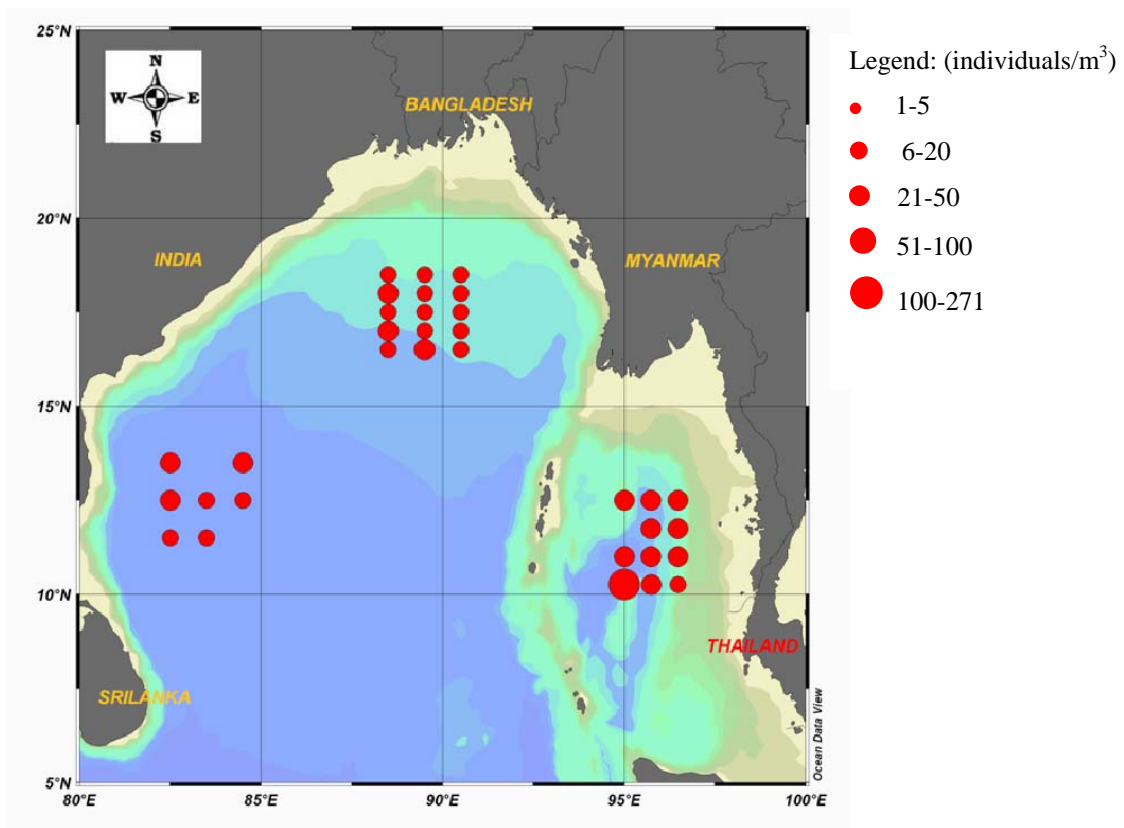 25°N
20°N
15°N
10°N
5°N
80°E
85°E
90°E
95°E
100°E
N
W E
S
BANGLADESH
INDIA
MYANMAR
THAILAND
SRILANKA
Ocean Data View
Legend: (individuals/m³)
1-5
6-20
21-50
51-100
100-271